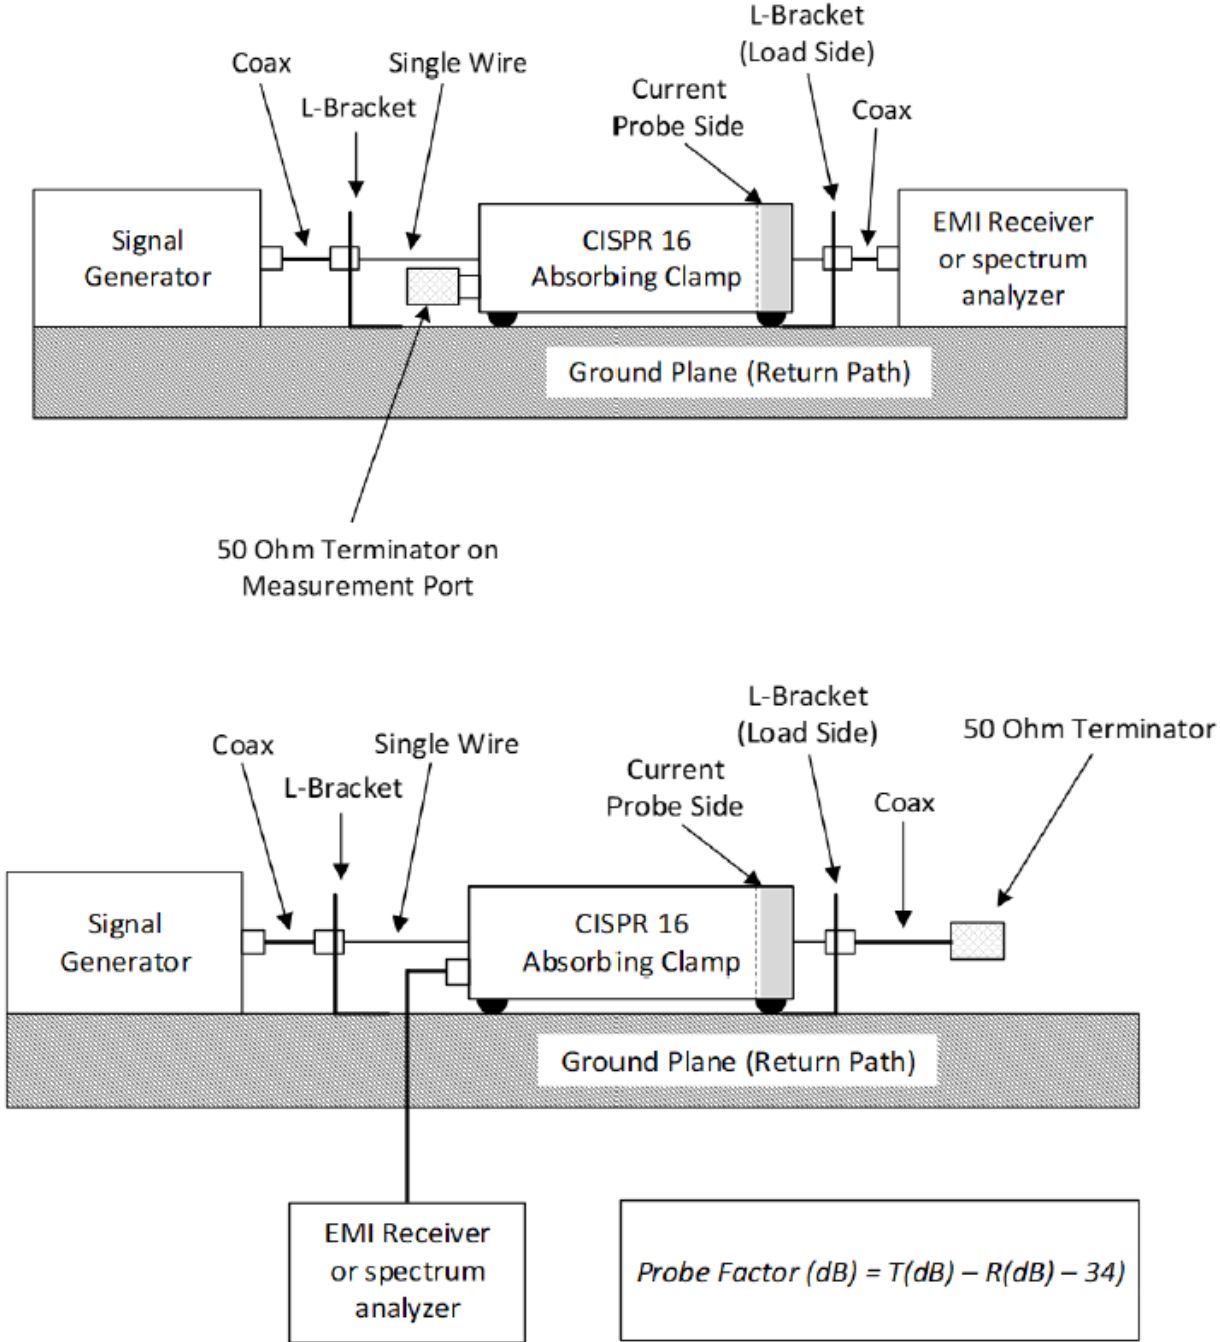 L-Bracket
(Load Side)
Coax
Single Wire
Current
Probe Side
L-Bracket
Coax
Signal
Generator
CISPR 16
Absorbing Clamp
EMI Receiver
or spectrum
analyzer
Ground Plane (Return Path)
50 Ohm Terminator on
Measurement Port
L-Bracket
(Load Side)
50 Ohm Terminator
Coax
Single Wire
Current
Probe Side
L-Bracket
Coax
Signal
Generator
CISPR 16
Absorbing Clamp
Ground Plane (Return Path)
EMI Receiver
or spectrum
analyzer
Probe Factor (dB) = T(dB) – R(dB) – 34)